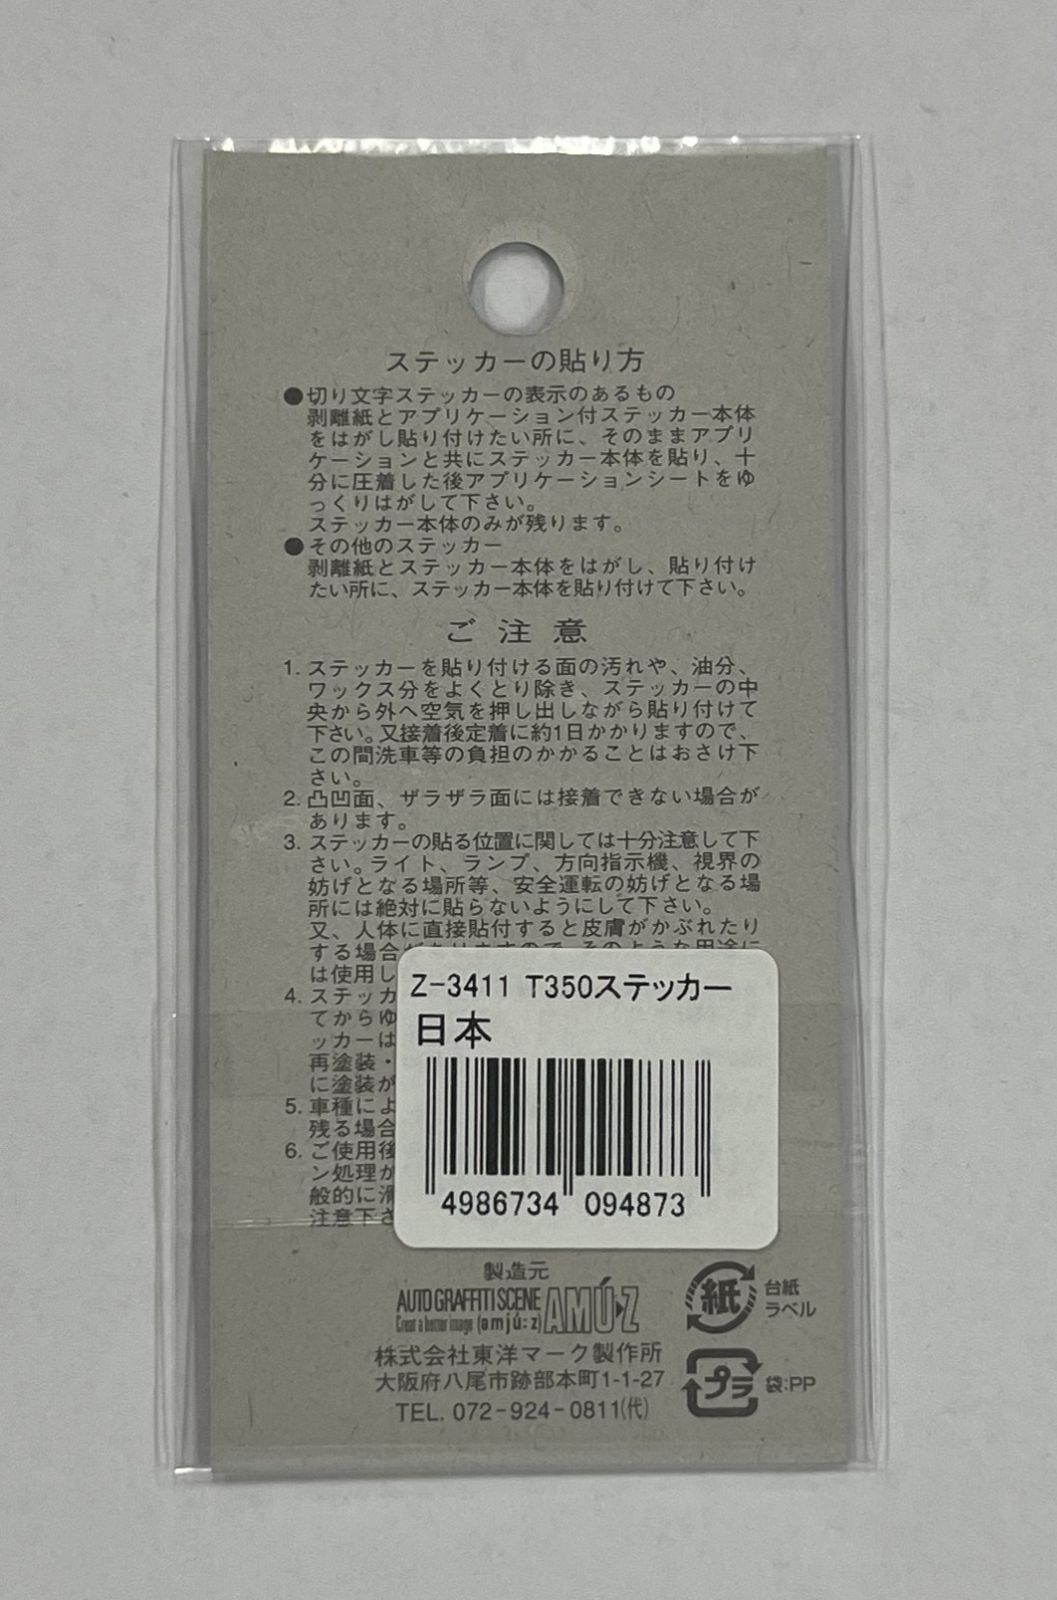 ステッカーの貼り方
●切り文字ステッカーの表示のあるもの
剥離紙とアプリケーション付ステッカー本体
をはがし貼り付けたい所に、そのままアプリ
ケーションと共にステッカー本体を貼り、十
分に圧着した後アプリケーションシートをゆ
っくりはがして下さい。
ステッカー本体のみが残ります。
●その他のステッカー
剥離紙とステッカー本体をはがし、貼り付け
たい所に、ステッカー本体を貼り付けて下さい。
ご注意
1. ステッカーを貼り付ける面の汚れや、油分、
ワックス分をよくとり除き、ステッカーの中
央から外へ空気を押し出しながら貼り付けて
下さい。又接着後定着に約1日かかりますので、
この間洗車等の負担のかかることはおさけ下
さい。
2. 凸凹面、ザラザラ面には接着できない場合が
あります。
3. ステッカーの貼る位置に関しては十分注意して下
さい。ライト、ランプ、方向指示機、視界の
妨げとなる場所等、安全運転の妨げとなる場
所には絶対に貼らないようにして下さい。
又、人体に直接貼付すると皮膚がかぶれたり
する場合がありますので、そのような用途に
は使用し
4. ステッカ
てからゆ
ッカーは
再塗装・
に塗装が
5. 車種によ
残る場合
6. ご使用後
ン処理が
般的に滑
注意下さ
Z-3411 T350ステッカー
日本
4986734 094873
製造元
AUTO GRAFFITI SCENE AMÚ・Z
Creat a better image (əmjú:z)
株式会社東洋マーク製作所
大阪府八尾市跡部本町1-1-27
TEL. 072-924-0811(代)
紙 台紙
ラベル
プラ 袋:PP